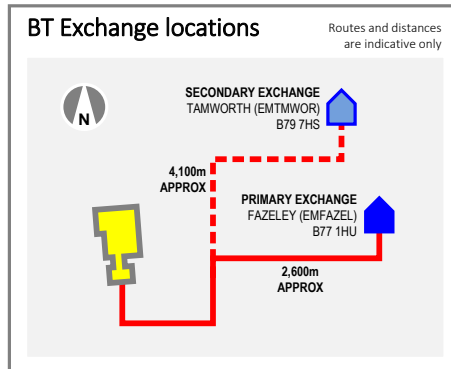 BT Exchange locations
Routes and distances
are indicative only
N
SECONDARY EXCHANGE
TAMWORTH (EMTMWOR)
B79 7HS
4,100m
APPROX
PRIMARY EXCHANGE
FAZELEY (EMFAZEL)
B77 1HU
2,600m
APPROX